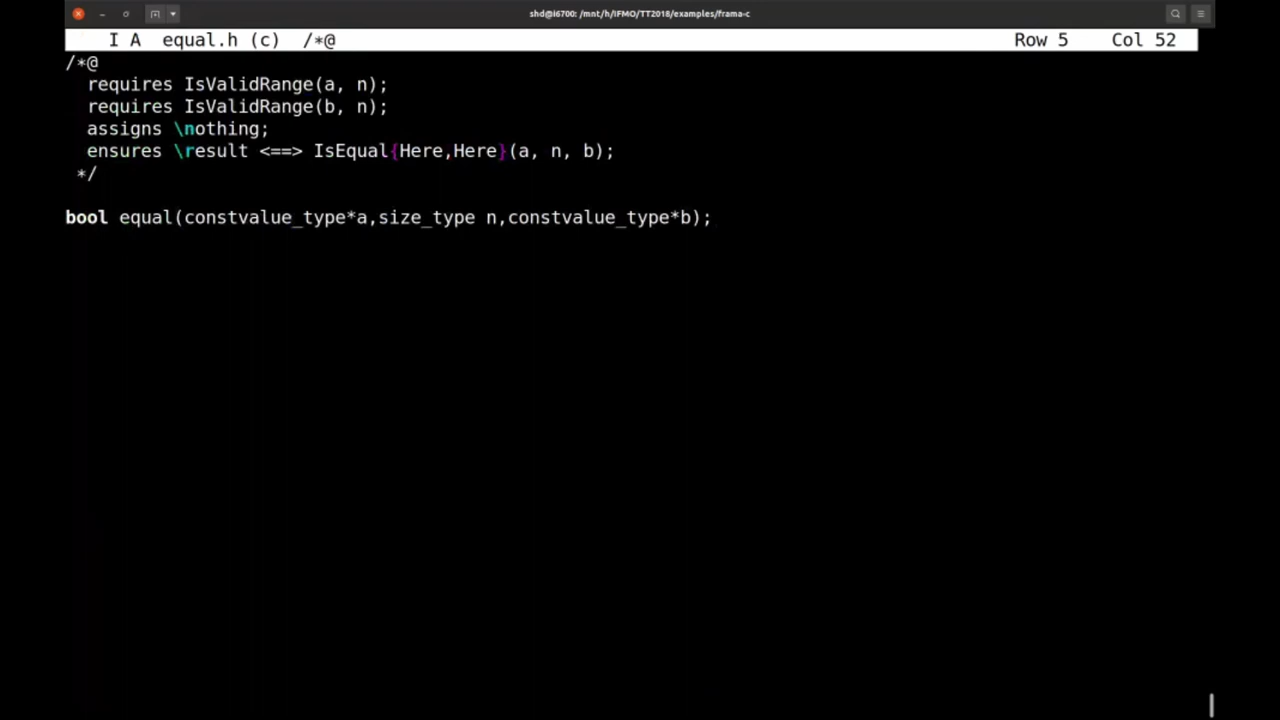 shd@i6700: /mnt/h/IFMO/TT2018/examples/frama-c
I A equal.h (c) /*@ Row 5 Col 52
/*@
requires IsValidRange(a, n);
requires IsValidRange(b, n);
assigns \nothing;
ensures \result <==> IsEqual{Here,Here}(a, n, b);
*/
bool equal(constvalue_type*a,size_type n,constvalue_type*b);